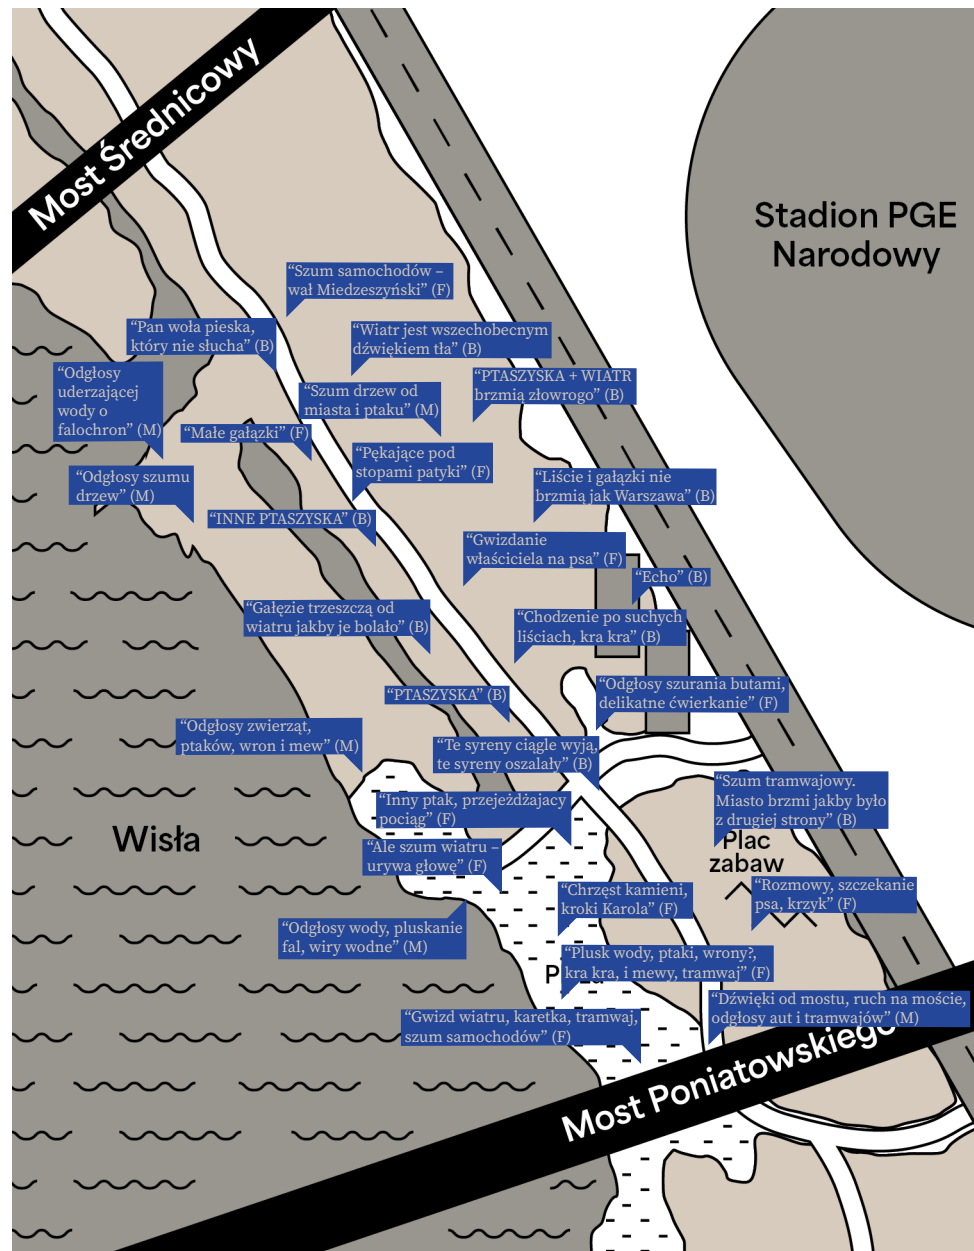 Most Średnicowy
Stadion PGE
Narodowy
“Szum samochodów –
wał Miedzeszyński” (F)
“Pan woła pieska,
który nie słucha” (B)
“Wiatr jest wszechobecnym
dźwiękiem tła” (B)
“Odgłosy
uderzającej
wody o
falochron” (M)
“Szum drzew od
miasta i ptaku” (M)
“PTASZYSKA + WIATR
brzmią złowrogo” (B)
“Małe gałązki” (F)
“Pękające pod
stopami patyki” (F)
“Odgłosy szumu
drzew” (M)
“Liście i gałązki nie
brzmią jak Warszawa” (B)
“INNE PTASZYSKA” (B)
“Gwizdanie
właściciela na psa” (F)
“Echo” (B)
“Gałęzie trzeszczą od
wiatru jakby je bolało” (B)
“Chodzenie po suchych
liściach, kra kra” (B)
“PTASZYSKA” (B)
“Odgłosy szurania butami,
delikatne ćwierkanie” (F)
“Odgłosy zwierząt,
ptaków, wron i mew” (M)
“Te syreny ciągle wyją,
te syreny oszalały” (B)
“Inny ptak, przejeżdżajacy
pociąg” (F)
“Szum tramwajowy.
Miasto brzmi jakby było
z drugiej strony” (B)
Wisła
Plac
zabaw
“Ale szum wiatru –
urywa głowę” (F)
“Chrzęst kamieni,
kroki Karola” (F)
“Rozmowy, szczekanie
psa, krzyk” (F)
“Odgłosy wody, pluskanie
fal, wiry wodne” (M)
“Plusk wody, ptaki, wrony?,
kra kra, i mewy, tramwaj” (F)
“Dźwięki od mostu, ruch na moście,
odgłosy aut i tramwajów” (M)
“Gwizd wiatru, karetka, tramwaj,
szum samochodów” (F)
Most Poniatowskiego